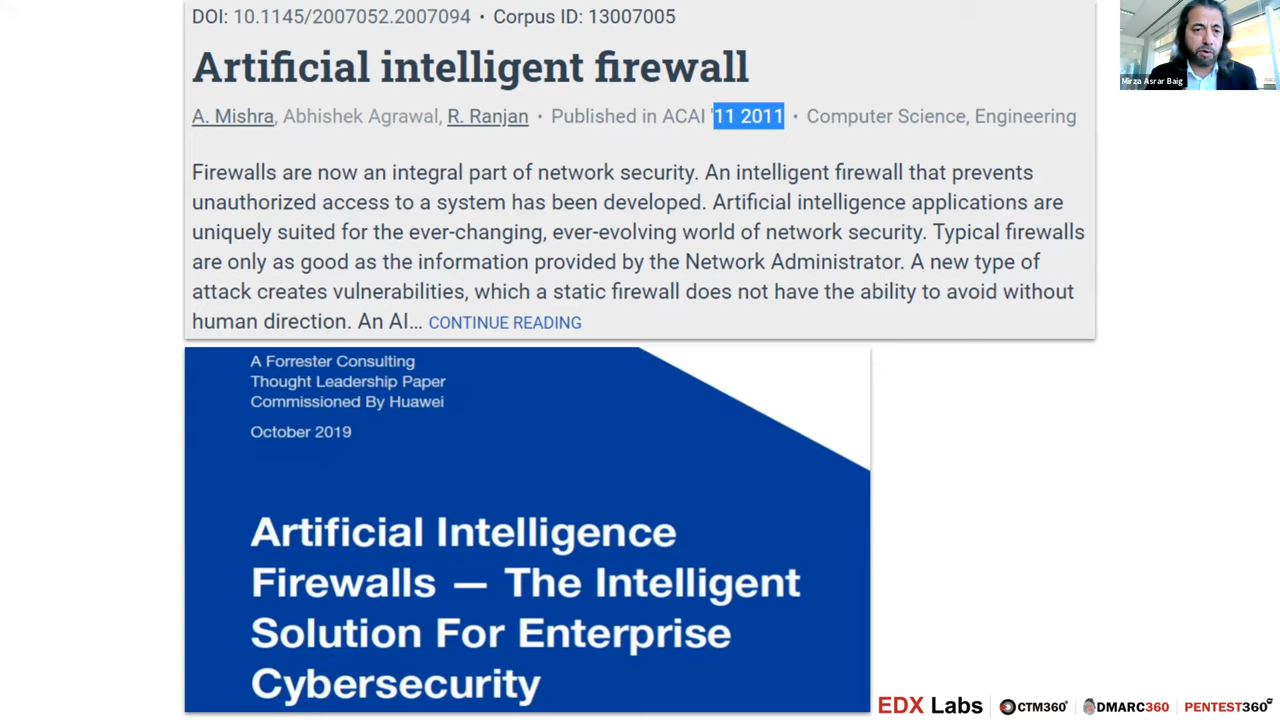 DOI: 10.1145/2007052.2007094 · Corpus ID: 13007005
Artificial intelligent firewall
A. Mishra, Abhishek Agrawal, R. Ranjan · Published in ACAI '11 2011 · Computer Science, Engineering
Firewalls are now an integral part of network security. An intelligent firewall that prevents
unauthorized access to a system has been developed. Artificial intelligence applications are
uniquely suited for the ever-changing, ever-evolving world of network security. Typical firewalls
are only as good as the information provided by the Network Administrator. A new type of
attack creates vulnerabilities, which a static firewall does not have the ability to avoid without
human direction. An AI... CONTINUE READING
A Forrester Consulting
Thought Leadership Paper
Commissioned By Huawei
October 2019
Artificial Intelligence
Firewalls — The Intelligent
Solution For Enterprise
Cybersecurity
Mirza Asrar Baig
EDX Labs
CTM360
DMARC360
PENTEST360